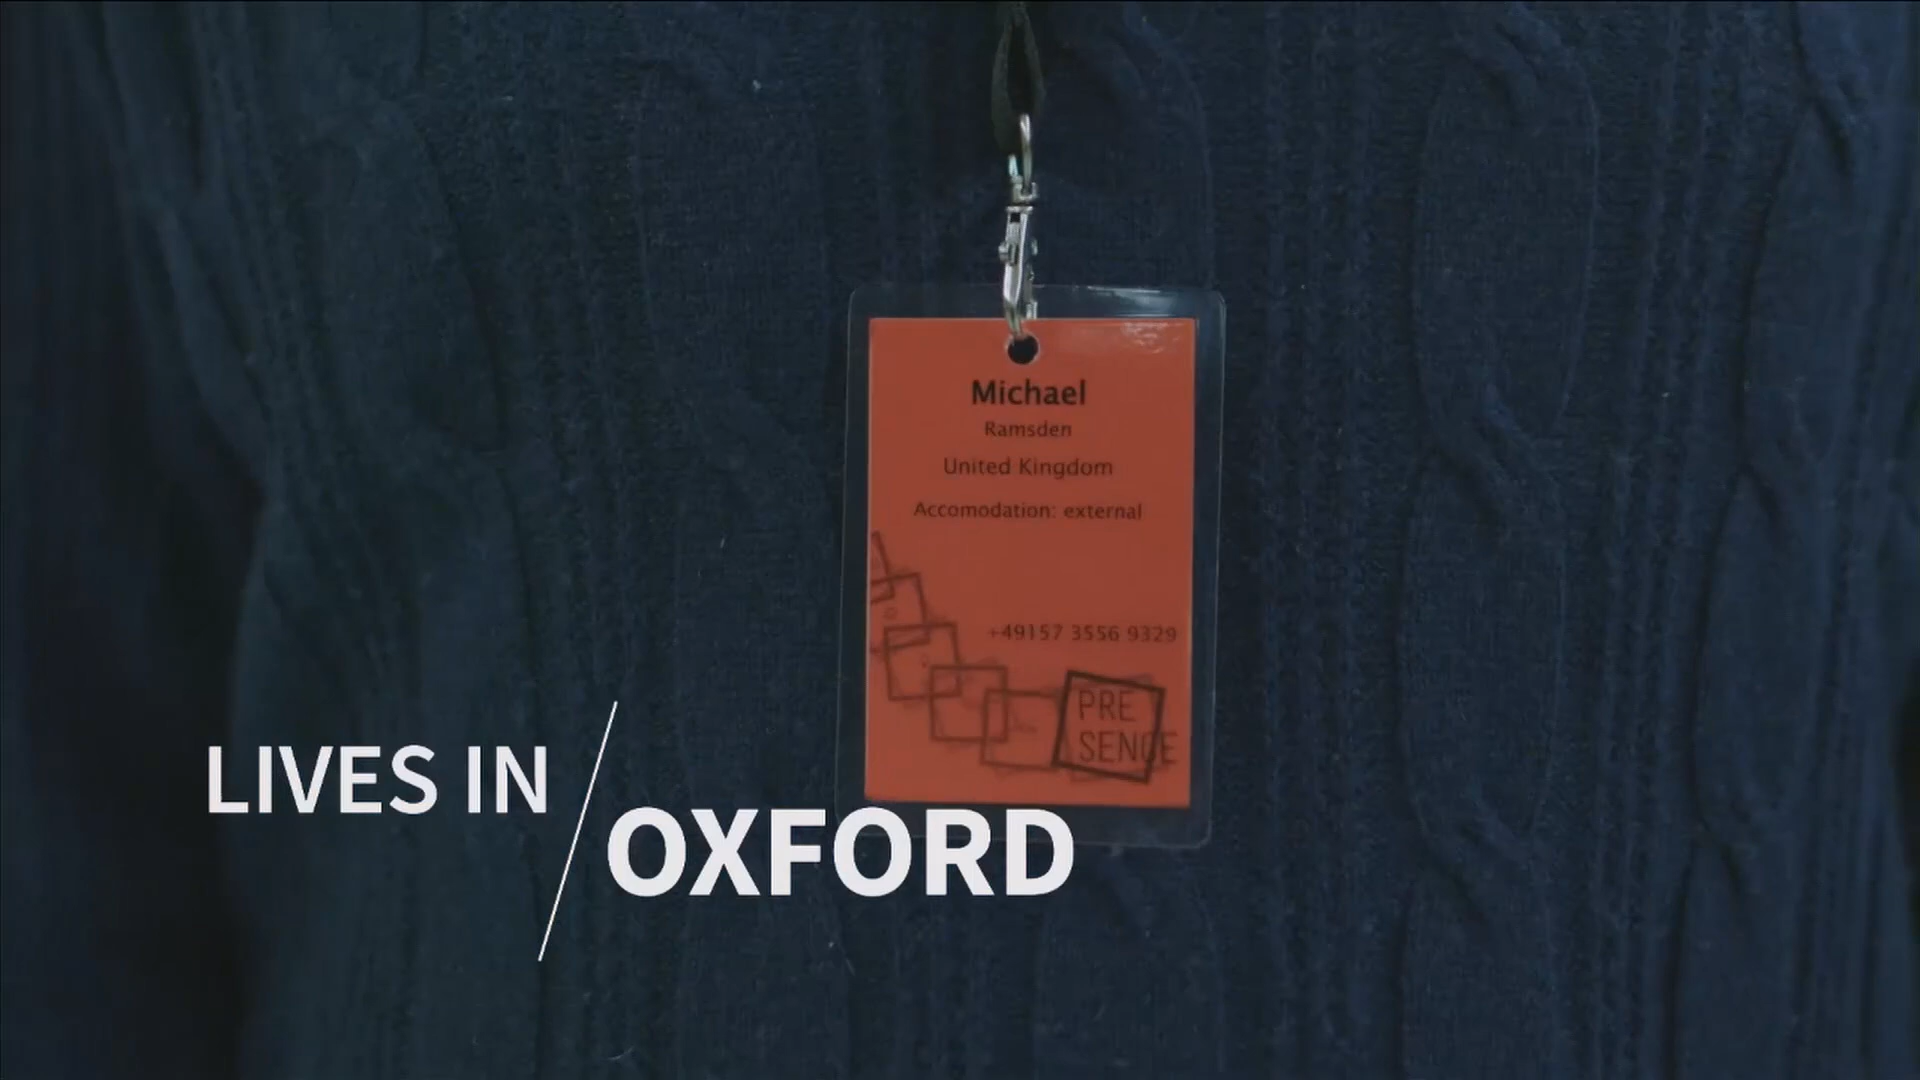 Michael
Ramsden
United Kingdom
Accomodation: external
+49157 3556 9329
PRE
SENCE
LIVES IN
OXFORD